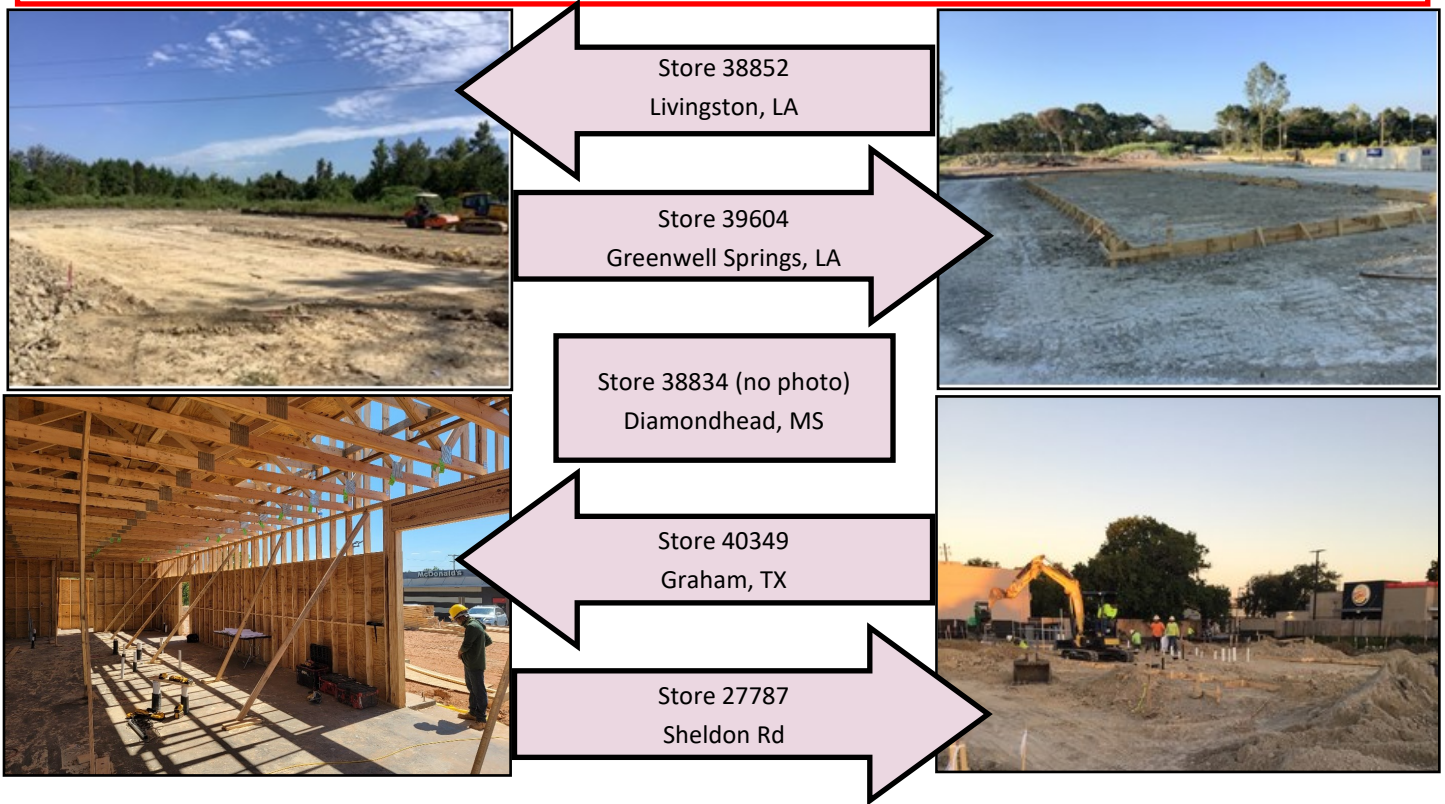 Store 38852
Livingston, LA
Store 39604
Greenwell Springs, LA
Store 38834 (no photo)
Diamondhead, MS
Store 40349
Graham, TX
McDonald's
Store 27787
Sheldon Rd